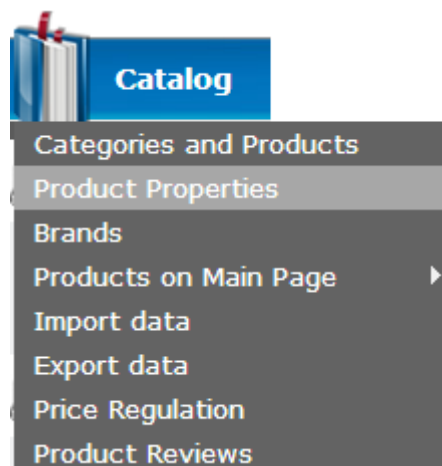 Catalog
Categories and Products
Product Properties
Brands
Products on Main Page
Import data
Export data
Price Regulation
Product Reviews